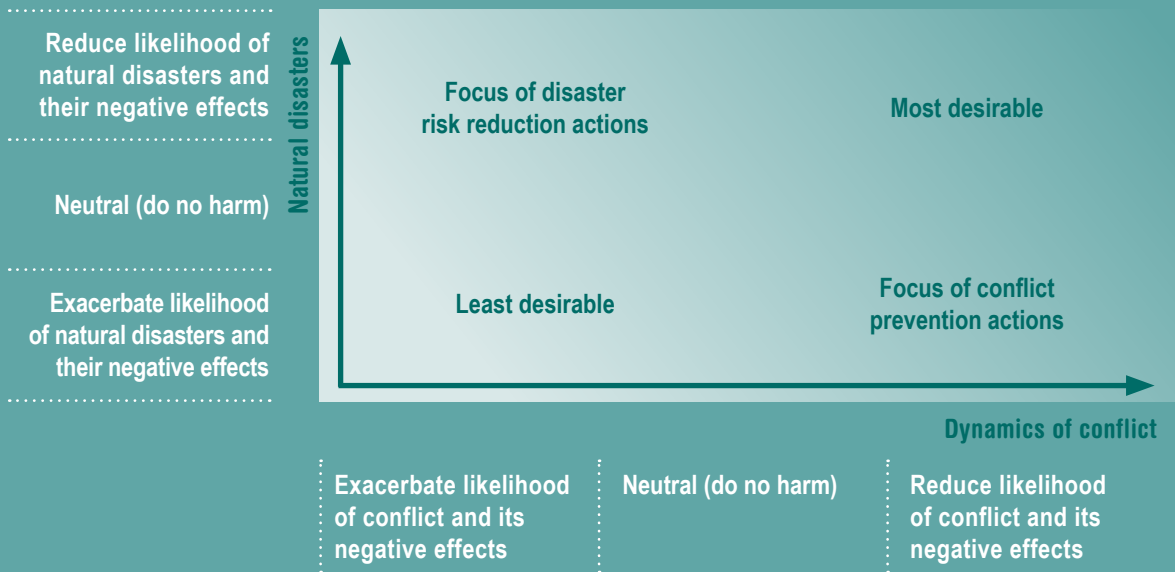 Reduce likelihood of
natural disasters and
their negative effects
Neutral (do no harm)
Exacerbate likelihood
of natural disasters and
their negative effects
Natural disasters
Focus of disaster
risk reduction actions
Most desirable
Least desirable
Focus of conflict
prevention actions
Dynamics of conflict
Exacerbate likelihood
of conflict and its
negative effects
Neutral (do no harm)
Reduce likelihood
of conflict and its
negative effects